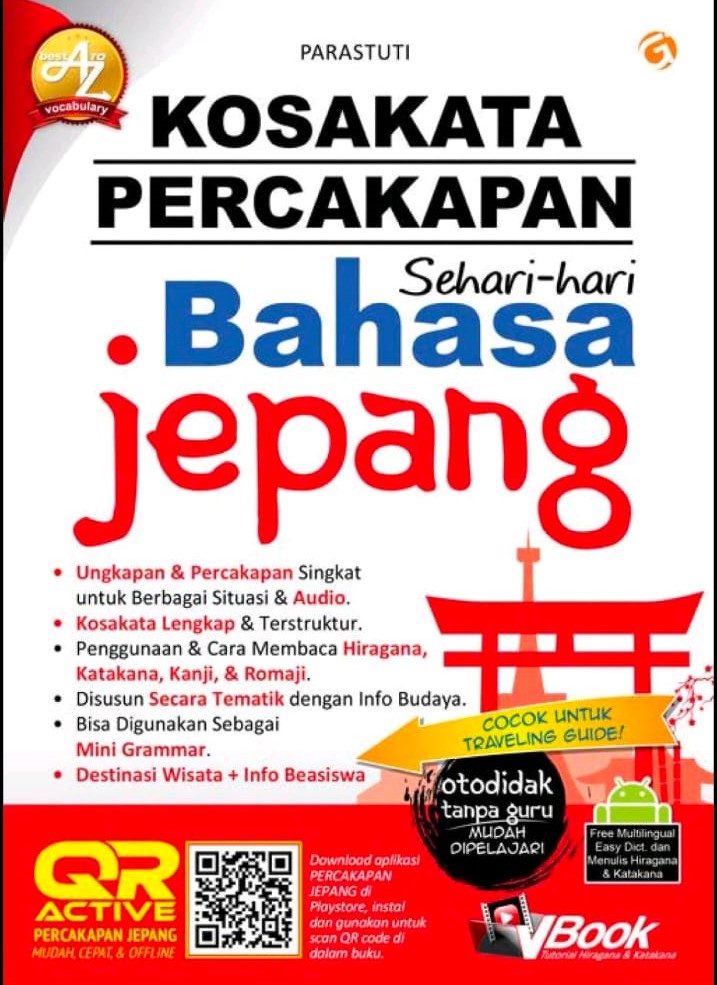 best A TO Z
vocabulary
PARASTUTI
G
KOSAKATA
PERCAKAPAN
Sehari-hari
Bahasa
jepang
• Ungkapan & Percakapan Singkat
untuk Berbagai Situasi & Audio.
• Kosakata Lengkap & Terstruktur.
• Penggunaan & Cara Membaca Hiragana,
Katakana, Kanji, & Romaji.
• Disusun Secara Tematik dengan Info Budaya.
• Bisa Digunakan Sebagai
Mini Grammar.
• Destinasi Wisata + Info Beasiswa
COCOK UNTUK
TRAVELING GUIDE!
otodidak
tanpa guru
MUDAH
DIPELAJARI
Free Multilingual
Easy Dict. dan
Menulis Hiragana
& Katakana
QR
ACTIVE
PERCAKAPAN JEPANG
MUDAH, CEPAT, & OFFLINE
Download aplikasi
PERCAKAPAN
JEPANG di
Playstore, instal
dan gunakan untuk
scan QR code di
dalam buku.
VBook
Tutorial Hiragana & Katakana